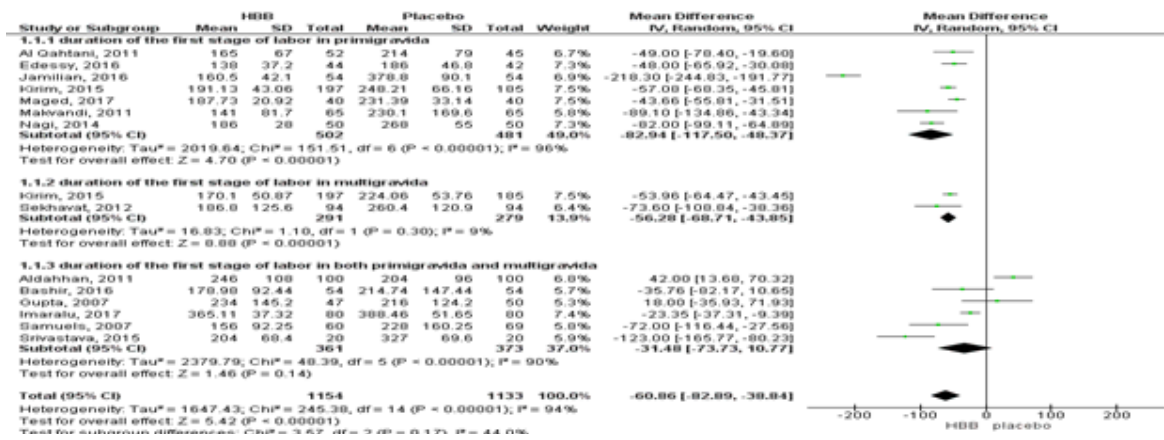 HBB Placebo Mean Difference Mean Difference
Study or Subgroup Mean SD Total Mean SD Total Weight IV, Random, 95% CI IV, Random, 95% CI
1.1.1 duration of the first stage of labor in primigravida
Al Qahtani, 2011 165 67 52 214 79 45 6.7% -49.00 [-78.40, -19.60]
Edessy, 2016 138 37.2 44 186 46.8 42 -48.00 [-65.92, -30.08]
Jamilian, 2016 160.5 42.1 54 378.8 90.1 54 -218.30 [-244.83, -191.77]
Kirim, 2015 191.13 43.06 197 248.21 66.16 185 -57.08 [-68.35, -45.81]
Maged, 2017 187.73 20.92 40 231.39 33.14 40 -43.66 [-55.81, -31.51]
Makvandi, 2011 141 81.7 65 230.1 169.6 65 -89.10 [-134.86, -43.34]
Nagi, 2014 186 28 50 268 55 50 -82.00 [-99.11, -64.89]
Subtotal (95% CI) 502 481 49.0% -82.94 [-117.50, -48.37]
Heterogeneity: Tau² = 2019.64; Chi² = 151.51, df = 6 (P < 0.00001); I² = 96%
Test for overall effect: Z = 4.70 (P < 0.00001)
1.1.2 duration of the first stage of labor in multigravida
Kirim, 2015 170.1 50.87 197 224.06 53.76 185 7.5% -53.96 [-64.47, -43.45]
Sekhavat, 2012 186.8 125.6 94 260.4 120.9 94 6.4% -73.60 [-108.84, -38.36]
Subtotal (95% CI) 291 279 13.9% -56.28 [-68.71, -43.85]
Heterogeneity: Tau² = 16.83; Chi² = 1.10, df = 1 (P = 0.30); I² = 9%
Test for overall effect: Z = 8.88 (P < 0.00001)
1.1.3 duration of the first stage of labor in both primigravida and multigravida
Aldahhan, 2011 246 108 100 204 96 100 6.8% 42.00 [13.68, 70.32]
Bashir, 2016 178.98 92.44 54 214.74 147.44 54 -35.76 [-82.17, 10.65]
Gupta, 2007 234 145.2 47 216 124.2 50 18.00 [-35.93, 71.93]
Imaralu, 2017 365.11 37.32 80 388.46 51.65 80 -23.35 [-37.31, -9.39]
Samuels, 2007 156 92.25 60 228 160.25 69 -72.00 [-116.44, -27.56]
Srivastava, 2015 204 68.4 20 327 69.6 20 -123.00 [-165.77, -80.23]
Subtotal (95% CI) 361 373 37.0% -31.48 [-73.73, 10.77]
Heterogeneity: Tau² = 2379.79; Chi² = 48.39, df = 5 (P < 0.00001); I² = 90%
Test for overall effect: Z = 1.46 (P = 0.14)
Total (95% CI) 1154 1133 100.0% -60.86 [-82.89, -38.84]
Heterogeneity: Tau² = 1647.43; Chi² = 245.38, df = 14 (P < 0.00001); I² = 94%
Test for overall effect: Z = 5.42 (P < 0.00001)
Test for subgroup differences: Chi² = 3.57, df = 2 (P = 0.17), I² = 44.0%
-200 -100 0 100 200
HBB placebo